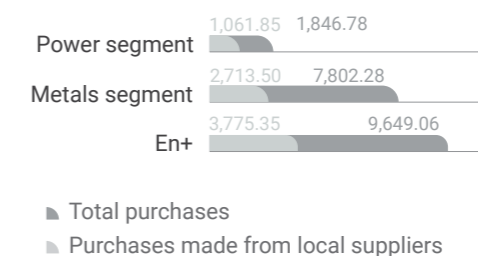 1,061.85 1,846.78
Power segment
2,713.50 7,802.28
Metals segment
3,775.35 9,649.06
En+
Total purchases
Purchases made from local suppliers